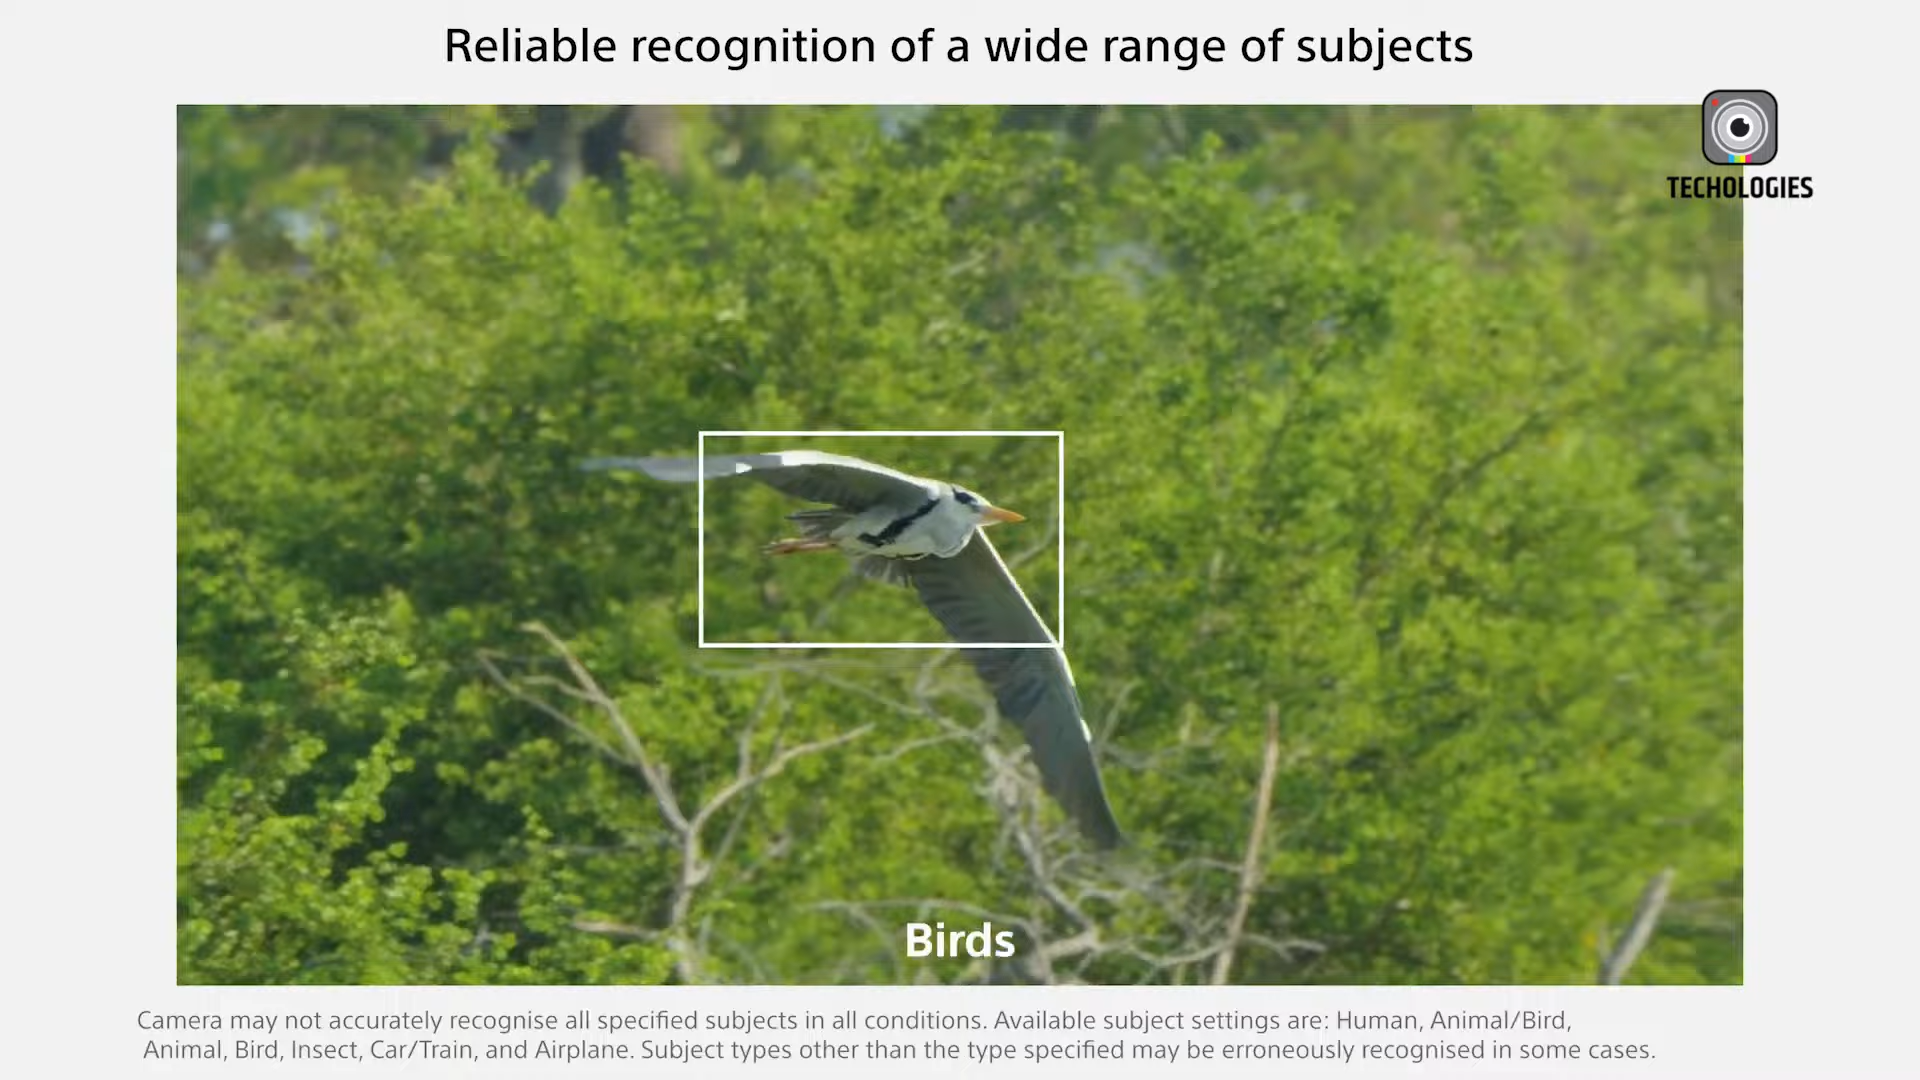 Reliable recognition of a wide range of subjects
TECHOLOGIES
Birds
Camera may not accurately recognise all specified subjects in all conditions. Available subject settings are: Human, Animal/Bird,
Animal, Bird, Insect, Car/Train, and Airplane. Subject types other than the type specified may be erroneously recognised in some cases.